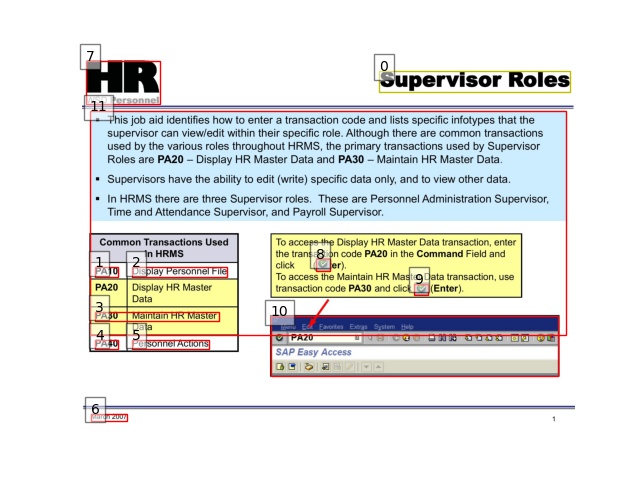 7
HR
Personnel
0
Supervisor Roles
11
▪ This job aid identifies how to enter a transaction code and lists specific infotypes that the
supervisor can view/edit within their specific role. Although there are common transactions
used by the various roles throughout HRMS, the primary transactions used by Supervisor
Roles are PA20 – Display HR Master Data and PA30 – Maintain HR Master Data.
▪ Supervisors have the ability to edit (write) specific data only, and to view other data.
▪ In HRMS there are three Supervisor roles. These are Personnel Administration Supervisor,
Time and Attendance Supervisor, and Payroll Supervisor.
Common Transactions Used
In HRMS
1
2
PA10 Display Personnel File
PA20 Display HR Master
Data
3
PA30 Maintain HR Master
Data
4
5
PA40 Personnel Actions
To access the Display HR Master Data transaction, enter
the transaction code PA20 in the Command Field and
8
click (Enter).
To access the Maintain HR Master Data transaction, use
9
transaction code PA30 and click (Enter).
10
Menu Edit Favorites Extras System Help
PA20
SAP Easy Access
6
March 2007
1